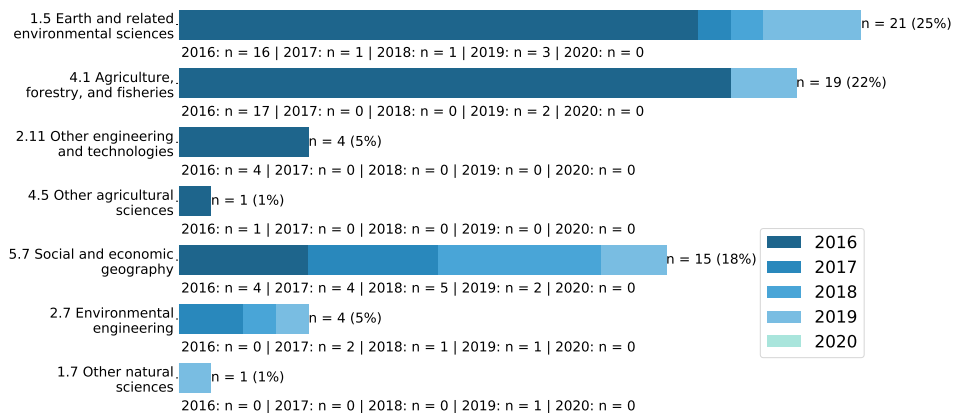 1.5 Earth and related
environmental sciences
n = 21 (25%)
2016: n = 16 | 2017: n = 1 | 2018: n = 1 | 2019: n = 3 | 2020: n = 0
4.1 Agriculture,
forestry, and fisheries
n = 19 (22%)
2016: n = 17 | 2017: n = 0 | 2018: n = 0 | 2019: n = 2 | 2020: n = 0
2.11 Other engineering
and technologies
n = 4 (5%)
2016: n = 4 | 2017: n = 0 | 2018: n = 0 | 2019: n = 0 | 2020: n = 0
4.5 Other agricultural
sciences
n = 1 (1%)
2016: n = 1 | 2017: n = 0 | 2018: n = 0 | 2019: n = 0 | 2020: n = 0
5.7 Social and economic
geography
n = 15 (18%)
2016: n = 4 | 2017: n = 4 | 2018: n = 5 | 2019: n = 2 | 2020: n = 0
2.7 Environmental
engineering
n = 4 (5%)
2016: n = 0 | 2017: n = 2 | 2018: n = 1 | 2019: n = 1 | 2020: n = 0
1.7 Other natural
sciences
n = 1 (1%)
2016: n = 0 | 2017: n = 0 | 2018: n = 0 | 2019: n = 1 | 2020: n = 0
2016
2017
2018
2019
2020